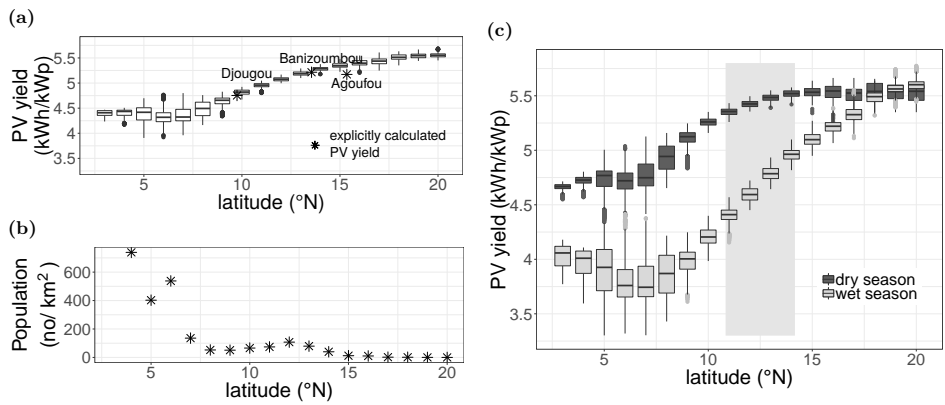 (a)
PV yield
(kWh/kWp)
5.5
5
4.5
4
3.5
Djougou
Banizoumbou
Agoufou
explicitly calculated
PV yield
5
10
15
20
latitude (°N)
(b)
Population
(no/ km²)
600
400
200
0
5
10
15
20
latitude (°N)
(c)
PV yield (kWh/kWp)
5.5
5
4.5
4
3.5
dry season
wet season
5
10
15
20
latitude (°N)